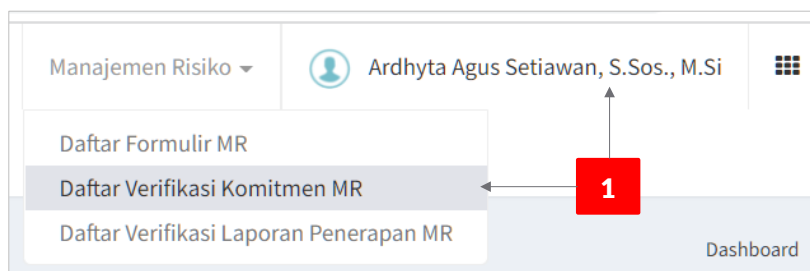 Manajemen Risiko
Ardhyta Agus Setiawan, S.Sos., M.Si
Daftar Formulir MR
Daftar Verifikasi Komitmen MR
1
Daftar Verifikasi Laporan Penerapan MR
Dashboard